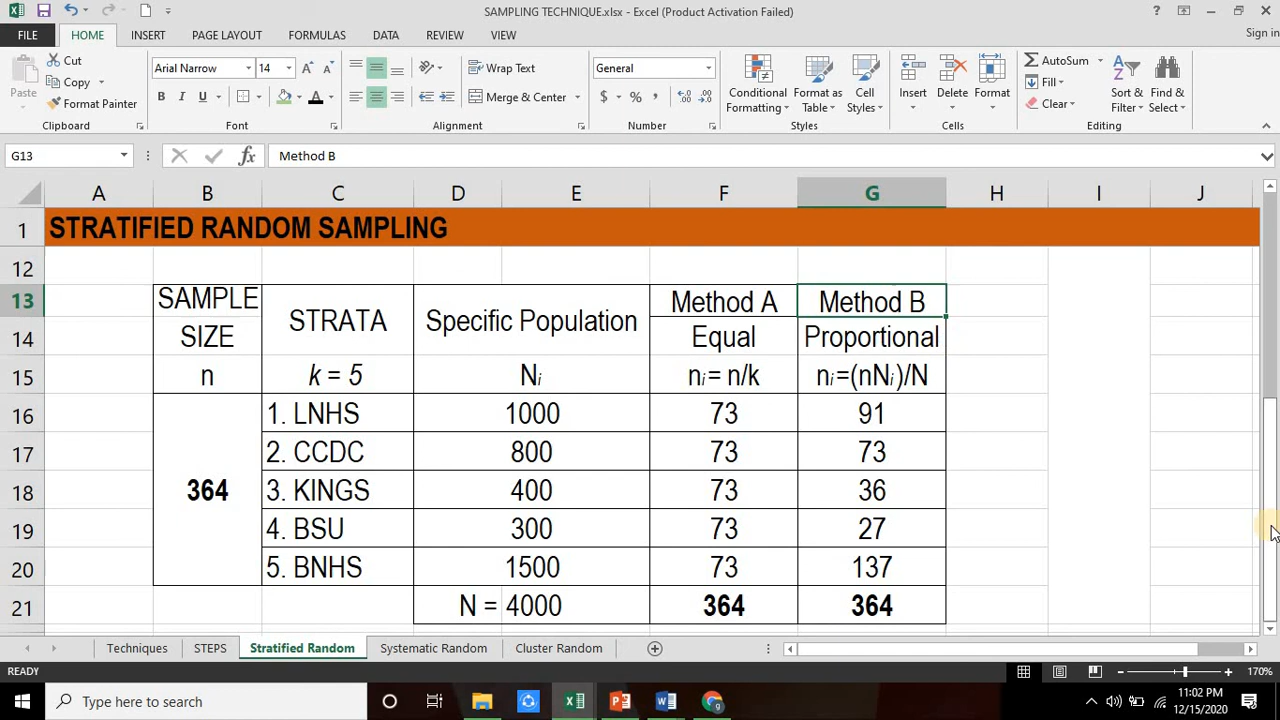 SAMPLING TECHNIQUE.xlsx - Excel (Product Activation Failed)
FILE HOME INSERT PAGE LAYOUT FORMULAS DATA REVIEW VIEW Sign in
Paste
Cut
Copy
Format Painter
Clipboard
Arial Narrow 14
B I U A
Font
Wrap Text
Merge & Center
Alignment
General
$ % ,
Number
Conditional Formatting
Format as Table
Cell Styles
Styles
Insert Delete Format
Cells
AutoSum
Fill
Clear
Sort & Filter
Find & Select
Editing
G13 fx Method B
A B C D E F G H I J
1 STRATIFIED RANDOM SAMPLING
12
13 SAMPLE STRATA Specific Population Method A Method B
14 SIZE Equal Proportional
15 n k = 5 Ni ni= n/k ni=(nNi)/N
16 1. LNHS 1000 73 91
17 2. CCDC 800 73 73
18 364 3. KINGS 400 73 36
19 4. BSU 300 73 27
20 5. BNHS 1500 73 137
21 N = 4000 364 364
Techniques STEPS Stratified Random Systematic Random Cluster Random
READY 170%
Type here to search
11:02 PM
12/15/2020